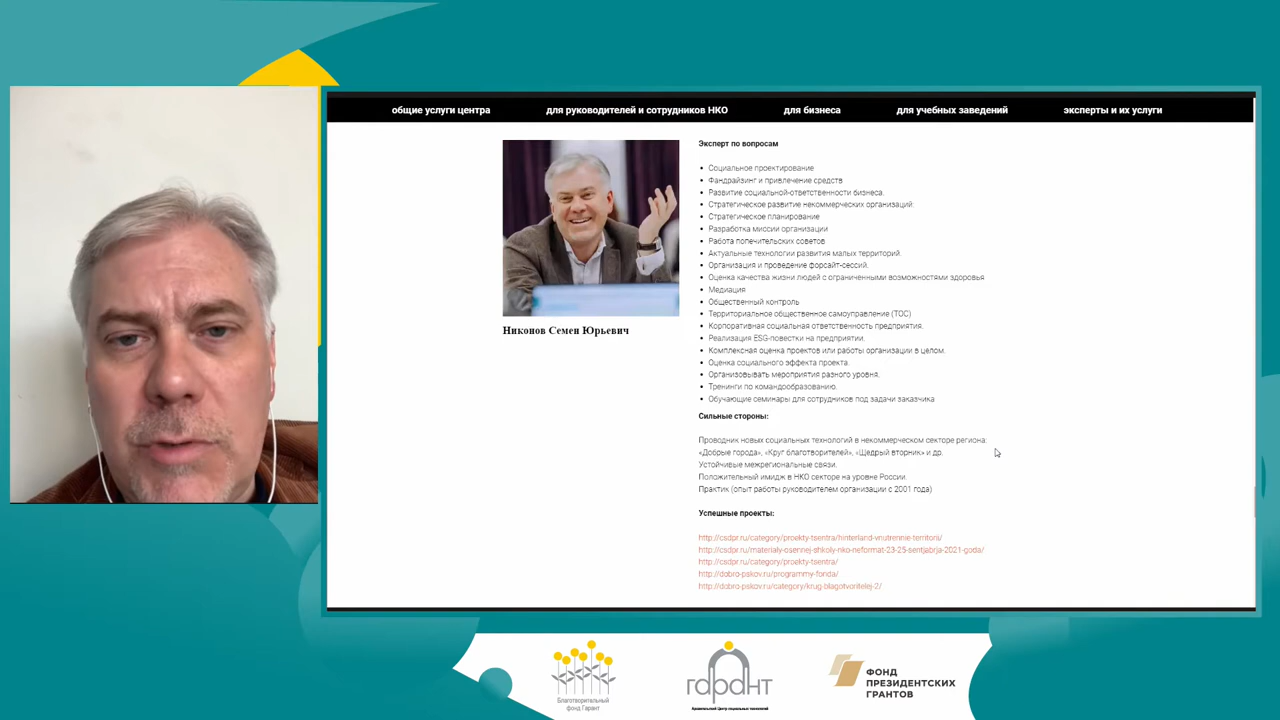 общие услуги центра
для руководителей и сотрудников НКО
для бизнеса
для учебных заведений
эксперты и их услуги
Никонов Семен Юрьевич
Эксперт по вопросам
Социальное проектирование
Фандрайзинг и привлечение средств
Развитие социальной-ответственности бизнеса.
Стратегическое развитие некоммерческих организаций:
Стратегическое планирование
Разработка миссии организации
Работа попечительских советов
Актуальные технологии развития малых территорий.
Организация и проведение форсайт-сессий.
Оценка качества жизни людей с ограниченными возможностями здоровья
Медиация
Общественный контроль
Территориальное общественное самоуправление (ТОС)
Корпоративная социальная ответственность предприятия.
Реализация ESG-повестки на предприятии.
Комплексная оценка проектов или работы организации в целом.
Оценка социального эффекта проекта.
Организовывать мероприятия разного уровня.
Тренинги по командообразованию.
Обучающие семинары для сотрудников под задачи заказчика
Сильные стороны:
Проводник новых социальных технологий в некоммерческом секторе региона:
«Добрые города», «Круг благотворителей», «Щедрый вторник» и др.
Устойчивые межрегиональные связи.
Положительный имидж в НКО секторе на уровне России.
Практик (опыт работы руководителем организации с 2001 года)
Успешные проекты:
http://csdpr.ru/category/proekty-tsentra/hinterland-vnutrennie-territorii/
http://csdpr.ru/materialy-osennej-shkoly-nko-neformat-23-25-sentjabrja-2021-goda/
http://csdpr.ru/category/proekty-tsentra/
http://dobro-pskov.ru/programmy-fonda/
http://dobro-pskov.ru/category/krug-blagotvoritelej-2/
Благотворительный
фонд Гарант
гарант
Архангельский Центр социальных технологий
ФОНД
ПРЕЗИДЕНТСКИХ
ГРАНТОВ